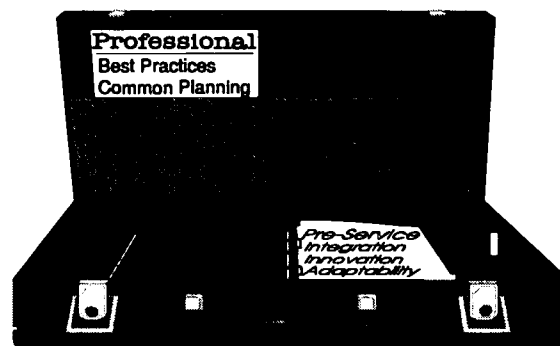 Professional
Best Practices
Common Planning
Pre-Service
Integration
Innovation
Adaptability